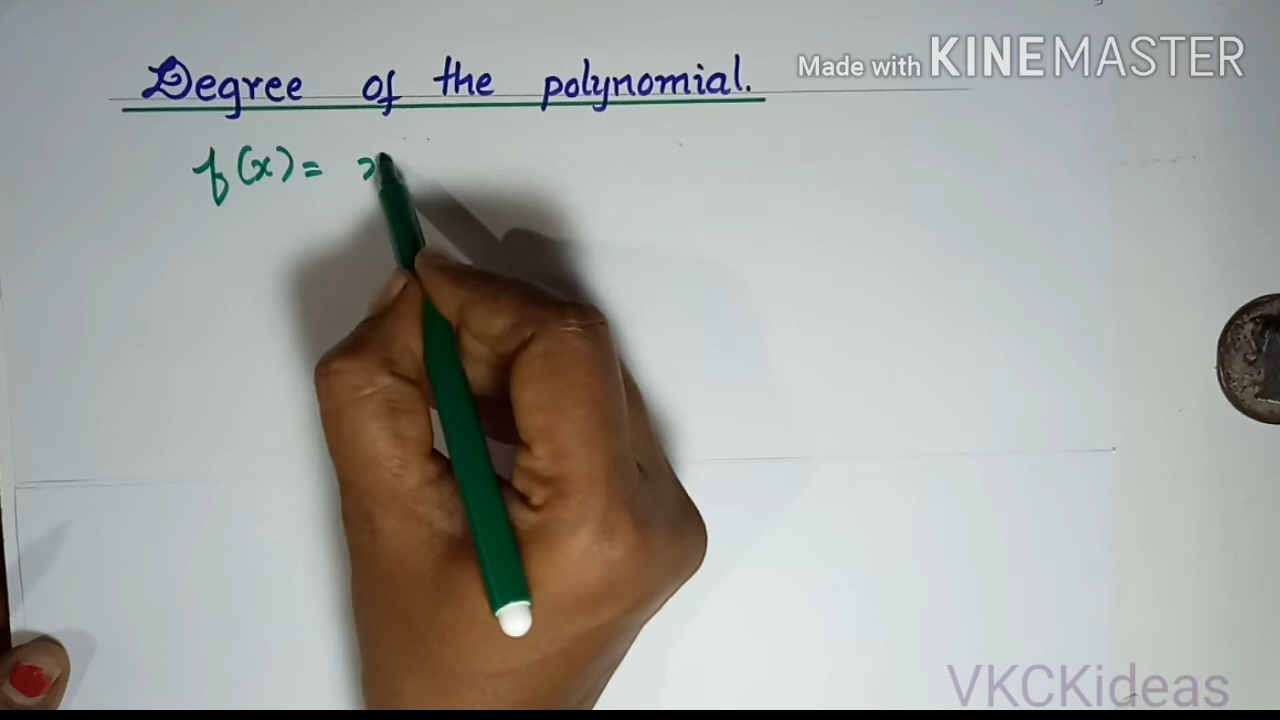 Degree of the polynomial.
Made with KINEMASTER
f(x) =
VKCKideas